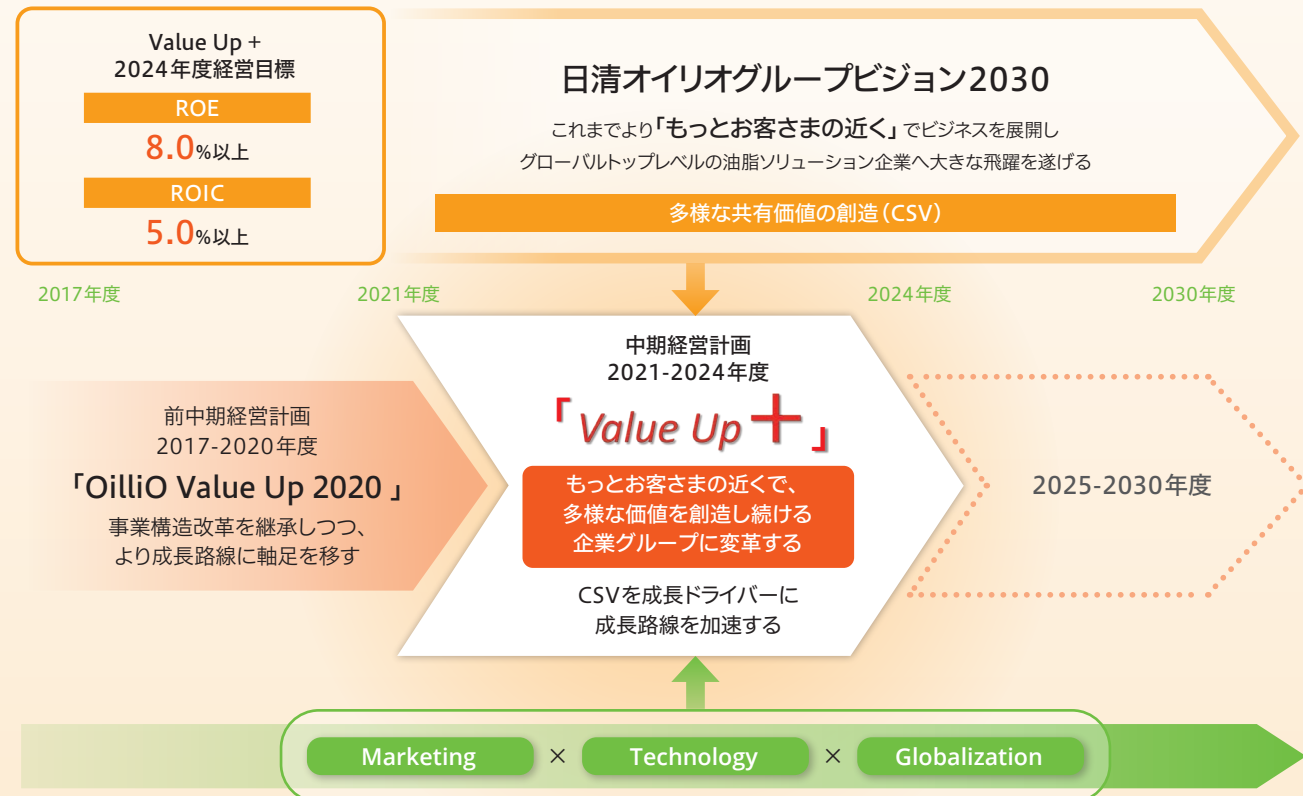 Value Up +
2024年度経営目標
ROE
8.0%以上
ROIC
5.0%以上
日清オイリオグループビジョン2030
これまでより「もっとお客さまの近く」でビジネスを展開し
グローバルトップレベルの油脂ソリューション企業へ大きな飛躍を遂げる
多様な共有価値の創造(CSV)
2017年度
2021年度
2024年度
2030年度
前中期経営計画
2017-2020年度
「OilliO Value Up 2020 」
事業構造改革を継承しつつ、
より成長路線に軸足を移す
中期経営計画
2021-2024年度
「Value Up+」
もっとお客さまの近くで、
多様な価値を創造し続ける
企業グループに変革する
CSVを成長ドライバーに
成長路線を加速する
2025-2030年度
Marketing × Technology × Globalization